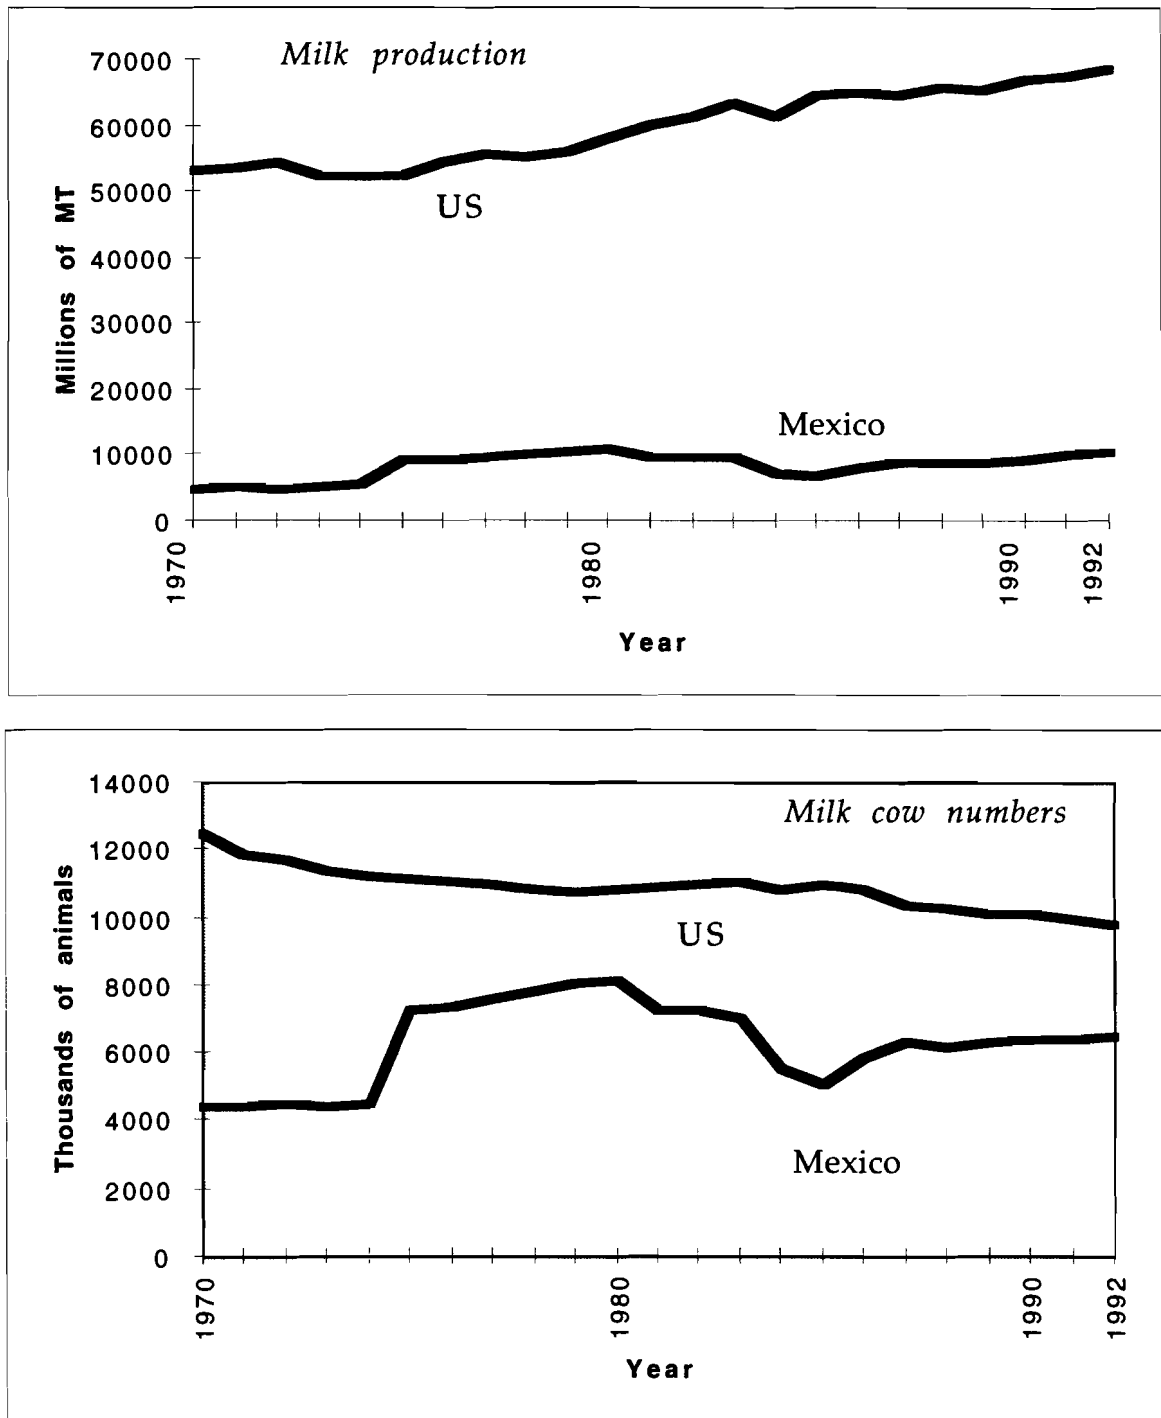 Milk production
70000
60000
50000
40000
30000
20000
10000
0
Millions of MT
US
Mexico
1970
1980
1990
1992
Year
Milk cow numbers
14000
12000
10000
8000
6000
4000
2000
0
Thousands of animals
US
Mexico
1970
1980
1990
1992
Year